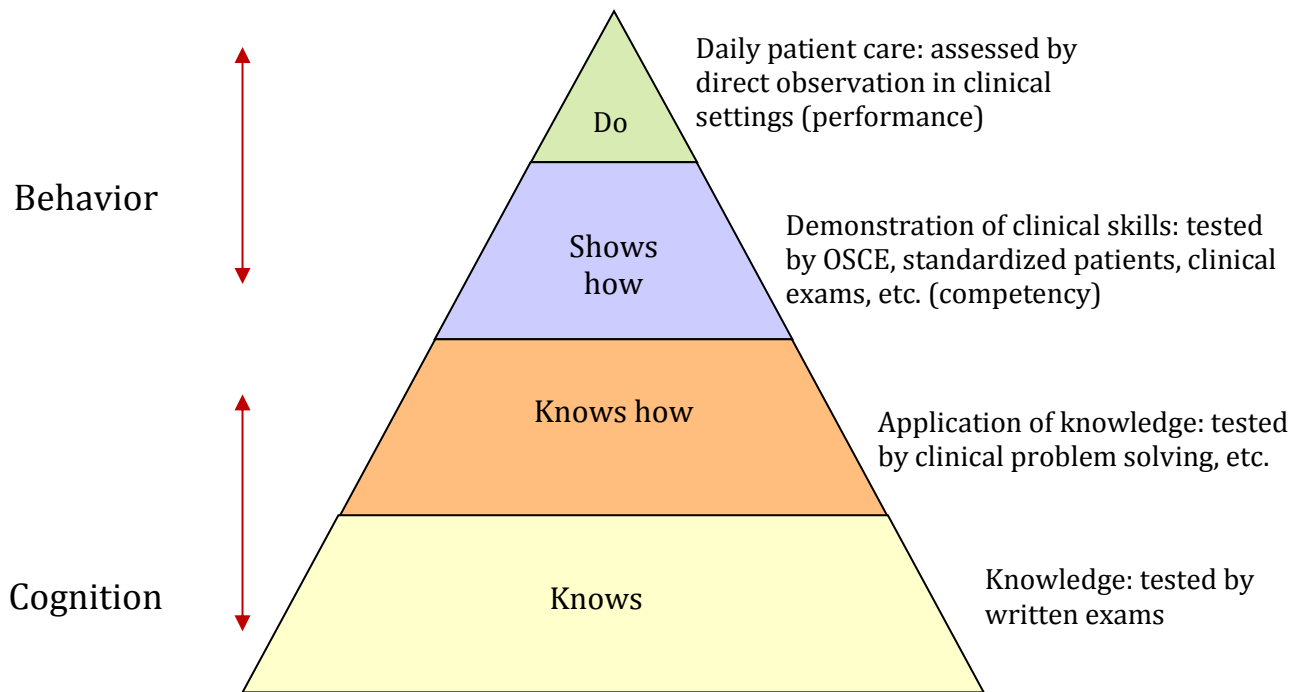 Daily patient care: assessed by
direct observation in clinical
settings (performance)
Do
Behavior
Demonstration of clinical skills: tested
by OSCE, standardized patients, clinical
exams, etc. (competency)
Shows
how
Knows how
Application of knowledge: tested
by clinical problem solving, etc.
Cognition
Knows
Knowledge: tested by
written exams